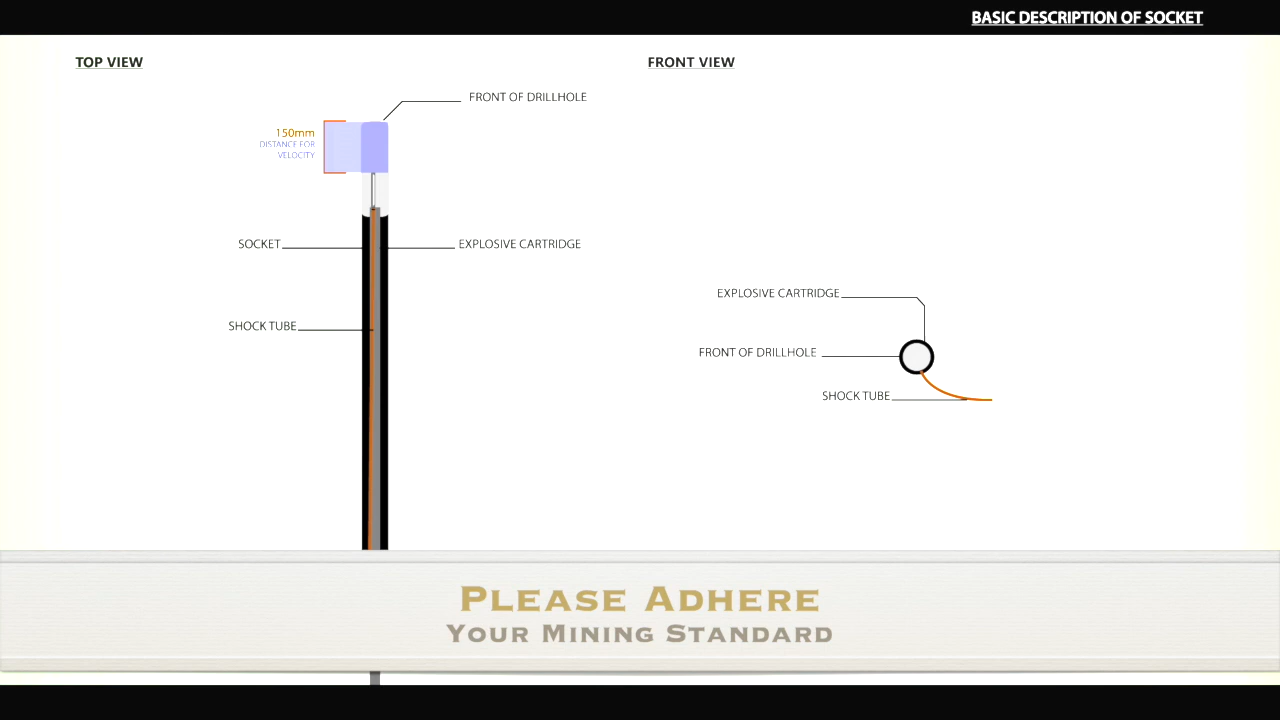 BASIC DESCRIPTION OF SOCKET
TOP VIEW
FRONT OF DRILLHOLE
150mm
DISTANCE FOR
VELOCITY
SOCKET
EXPLOSIVE CARTRIDGE
SHOCK TUBE
FRONT VIEW
EXPLOSIVE CARTRIDGE
FRONT OF DRILLHOLE
SHOCK TUBE
PLEASE ADHERE
YOUR MINING STANDARD